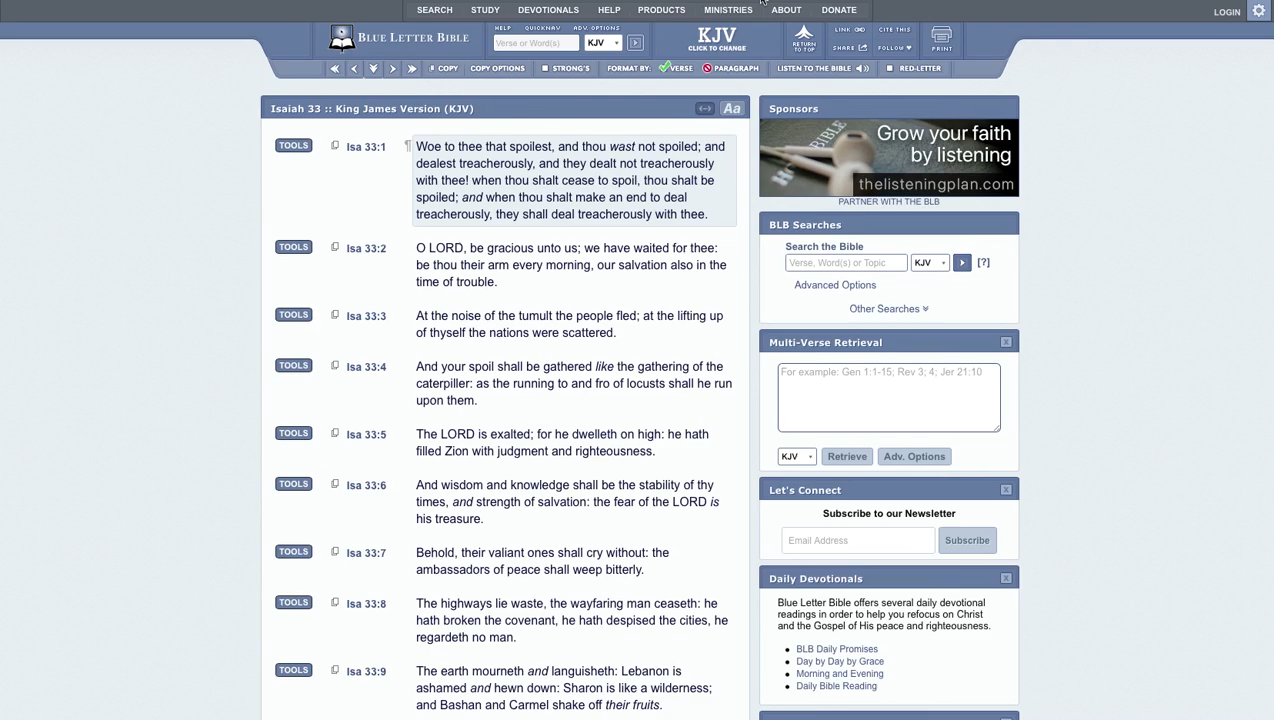 SEARCH STUDY DEVOTIONALS HELP PRODUCTS MINISTRIES ABOUT DONATE LOGIN
BLUE LETTER BIBLE
HELP QUICKNAV ADV. OPTIONS
Verse or Word(s) KJV
KJV
CLICK TO CHANGE
RETURN
TO TOP
LINK CITE THIS
SHARE FOLLOW
PRINT
COPY COPY OPTIONS STRONG'S FORMAT BY: VERSE PARAGRAPH LISTEN TO THE BIBLE RED-LETTER
Isaiah 33 :: King James Version (KJV) Aa
TOOLS Isa 33:1 ¶ Woe to thee that spoilest, and thou wast not spoiled; and
dealest treacherously, and they dealt not treacherously
with thee! when thou shalt cease to spoil, thou shalt be
spoiled; and when thou shalt make an end to deal
treacherously, they shall deal treacherously with thee.
TOOLS Isa 33:2 O LORD, be gracious unto us; we have waited for thee:
be thou their arm every morning, our salvation also in the
time of trouble.
TOOLS Isa 33:3 At the noise of the tumult the people fled; at the lifting up
of thyself the nations were scattered.
TOOLS Isa 33:4 And your spoil shall be gathered like the gathering of the
caterpiller: as the running to and fro of locusts shall he run
upon them.
TOOLS Isa 33:5 The LORD is exalted; for he dwelleth on high: he hath
filled Zion with judgment and righteousness.
TOOLS Isa 33:6 And wisdom and knowledge shall be the stability of thy
times, and strength of salvation: the fear of the LORD is
his treasure.
TOOLS Isa 33:7 Behold, their valiant ones shall cry without: the
ambassadors of peace shall weep bitterly.
TOOLS Isa 33:8 The highways lie waste, the wayfaring man ceaseth: he
hath broken the covenant, he hath despised the cities, he
regardeth no man.
TOOLS Isa 33:9 The earth mourneth and languisheth: Lebanon is
ashamed and hewn down: Sharon is like a wilderness;
and Bashan and Carmel shake off their fruits.
Sponsors
BIBLE
Grow your faith
by listening
thelisteningplan.com
PARTNER WITH THE BLB
BLB Searches
Search the Bible
Verse, Word(s) or Topic KJV [?]
Advanced Options
Other Searches
Multi-Verse Retrieval X
For example: Gen 1:1-15; Rev 3; 4; Jer 21:10
KJV Retrieve Adv. Options
Let's Connect X
Subscribe to our Newsletter
Email Address Subscribe
Daily Devotionals X
Blue Letter Bible offers several daily devotional
readings in order to help you refocus on Christ
and the Gospel of His peace and righteousness.
BLB Daily Promises
Day by Day by Grace
Morning and Evening
Daily Bible Reading